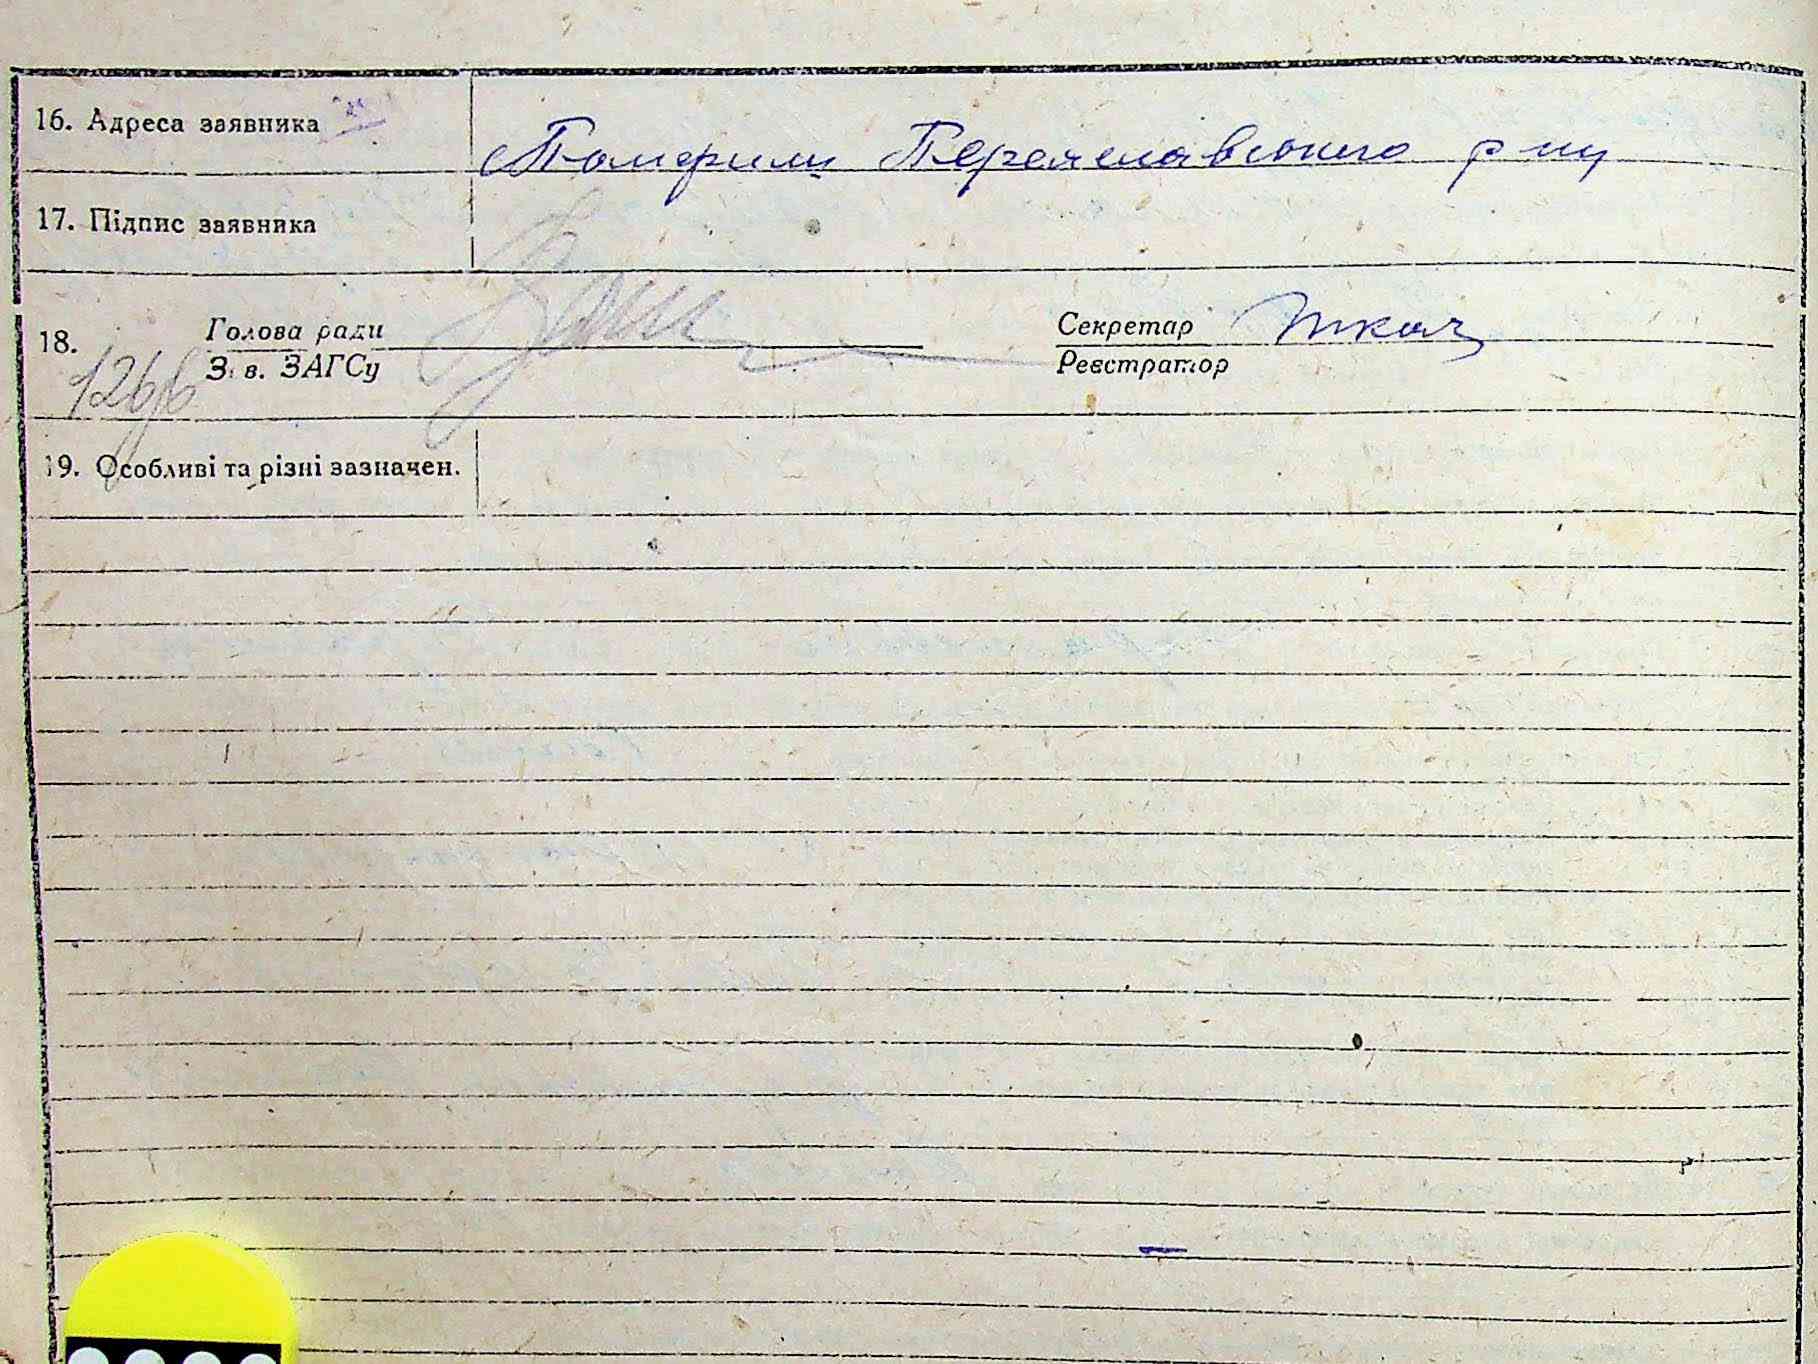 16. Адреса заявника
Переяславського р ну
17. Підпис заявника
18. Голова ради
Зав. ЗАГСу
Секретар Ткач
Реєстратор
126/6
19. Особливі та різні зазначен.